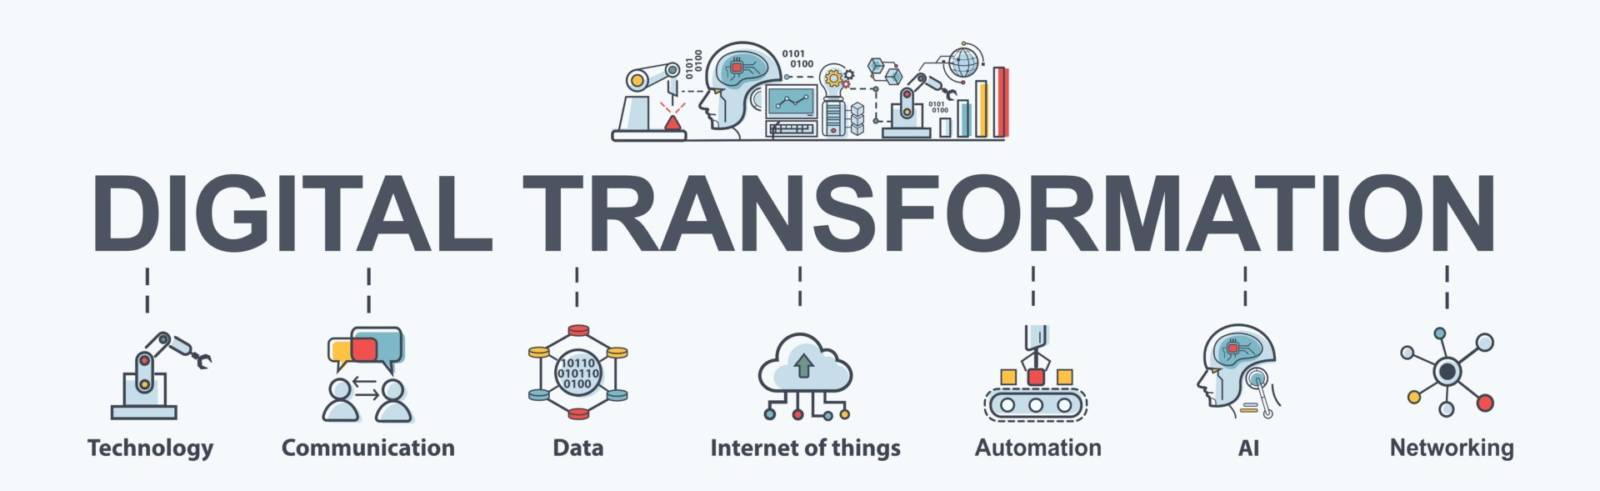 0101
0100
0101
0100
0101
0100
DIGITAL TRANSFORMATION
10110
010110
0100
Technology
Communication
Data
Internet of things
Automation
AI
Networking